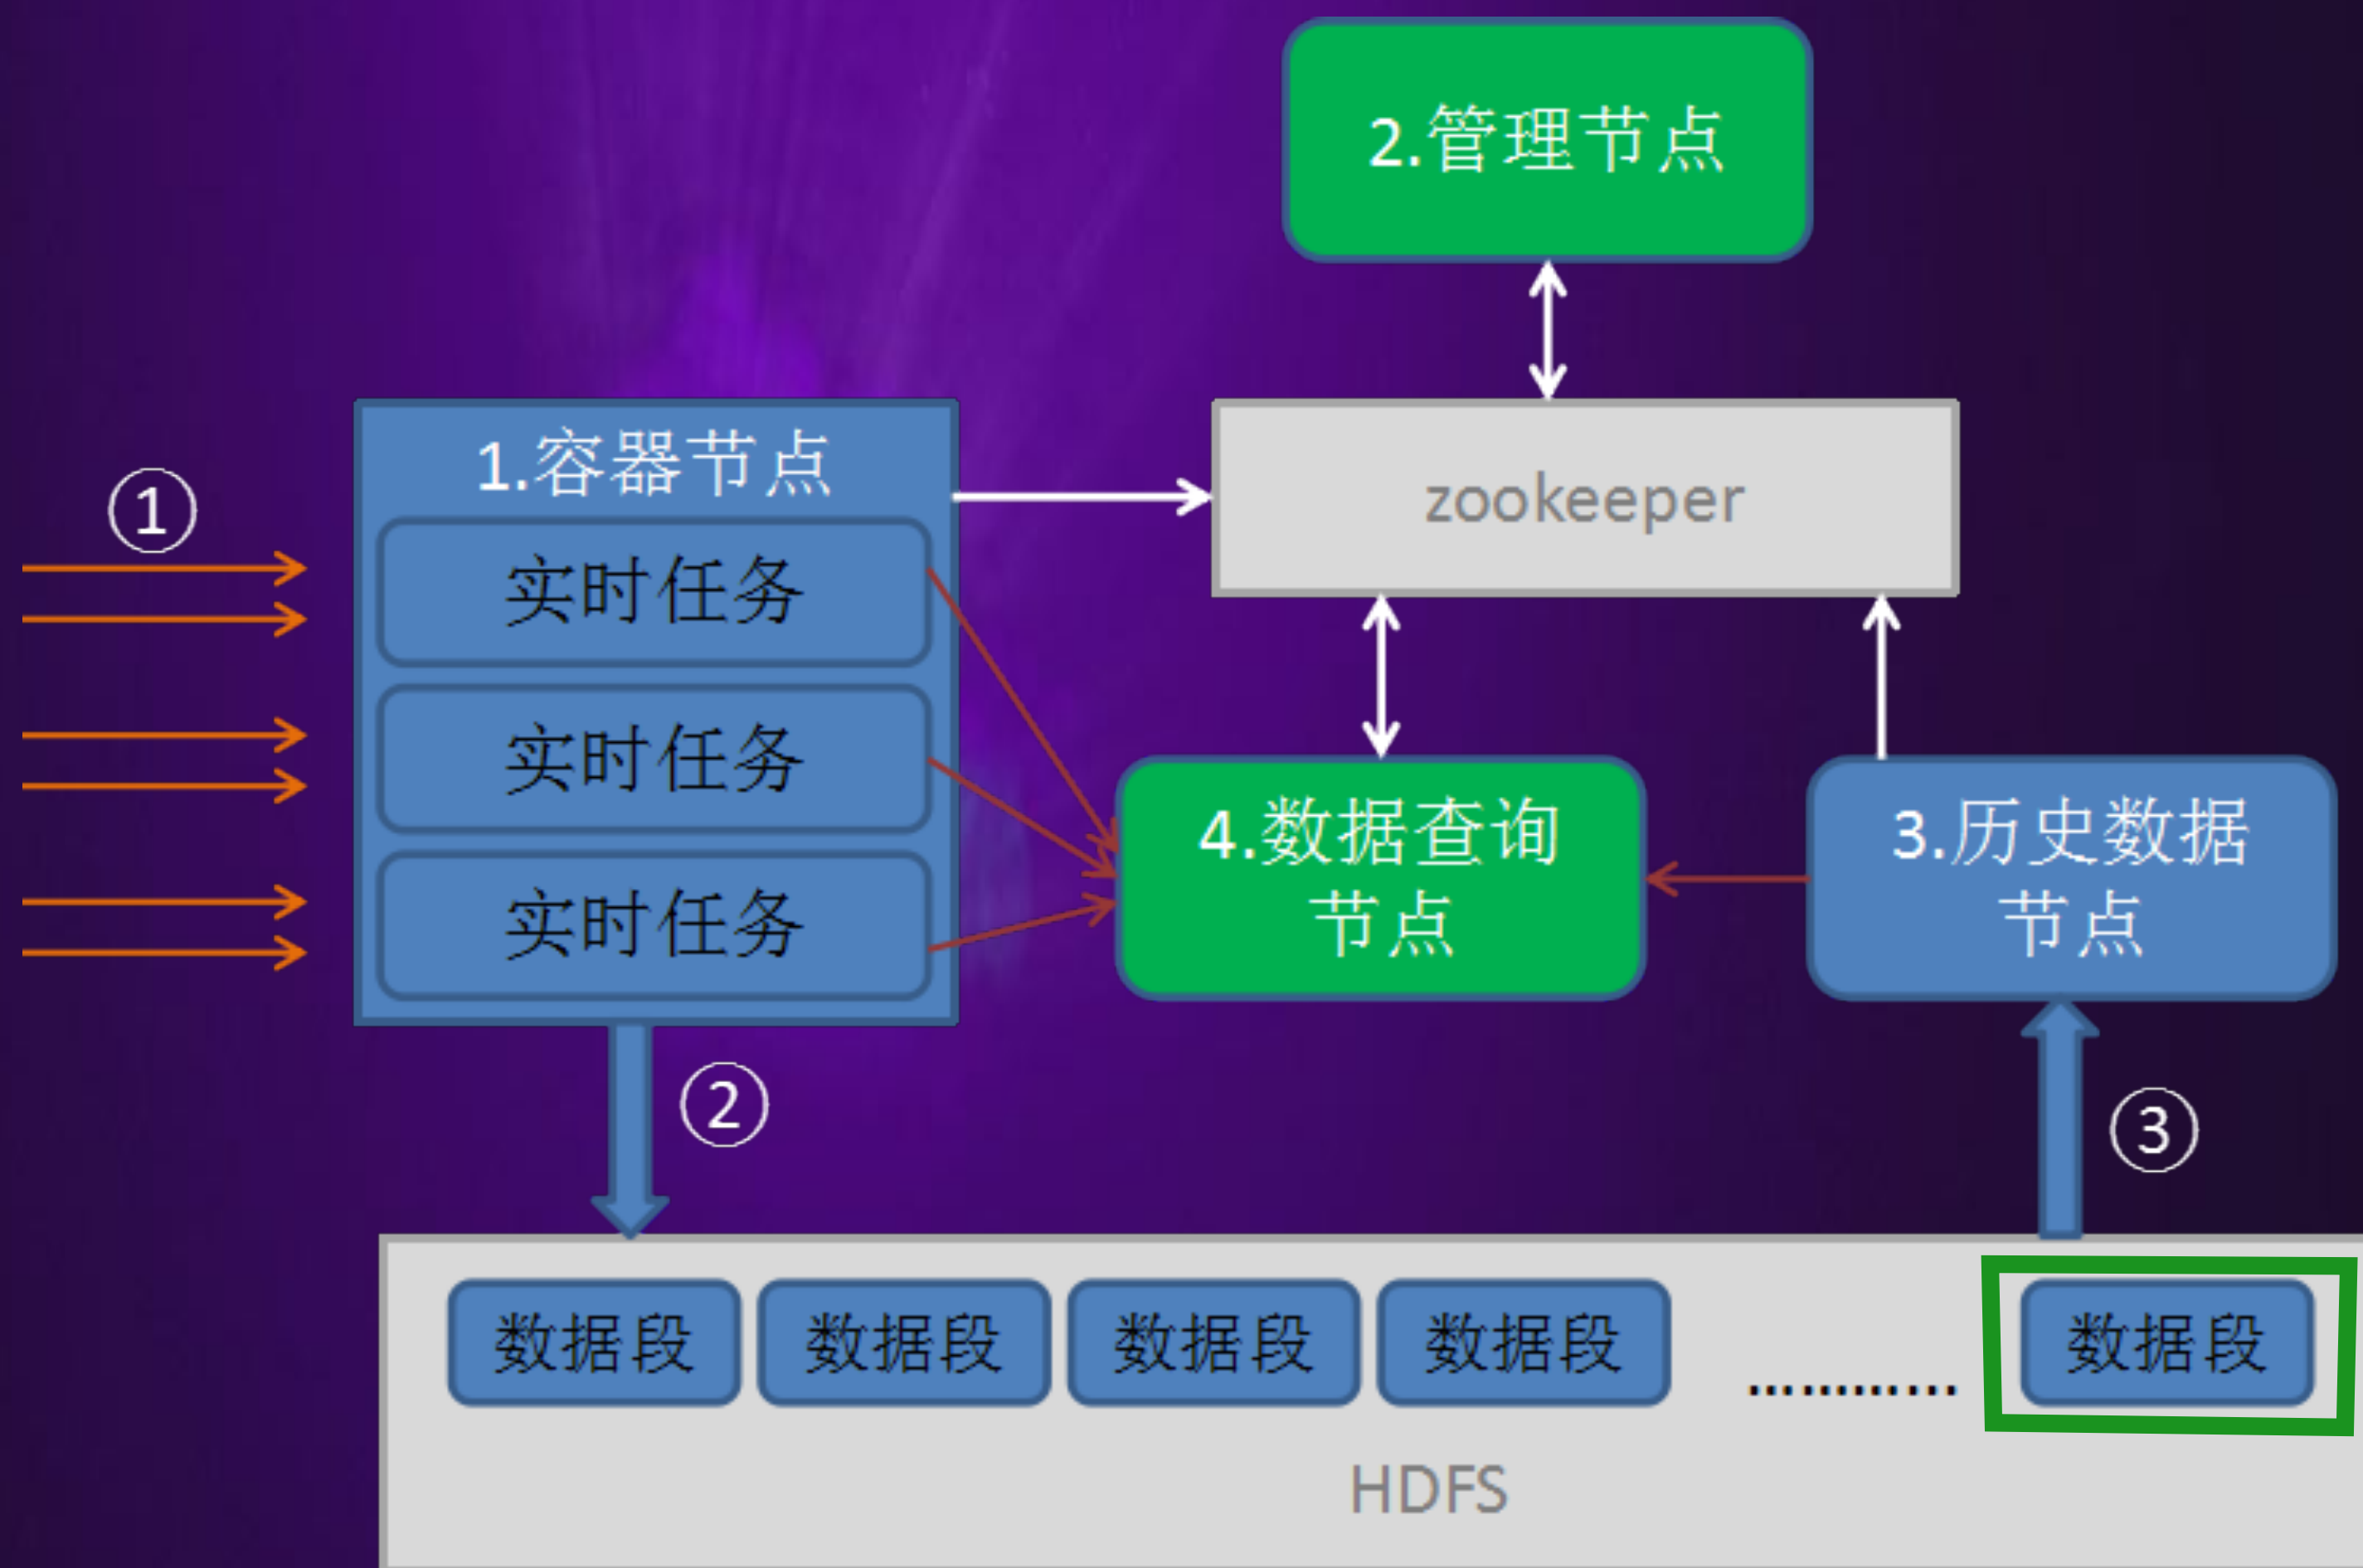 2.管理节点
1.容器节点
①
zookeeper
实时任务
实时任务
实时任务
4.数据查询
节点
3.历史数据
节点
②
③
数据段
数据段
数据段
数据段
…………
数据段
HDFS